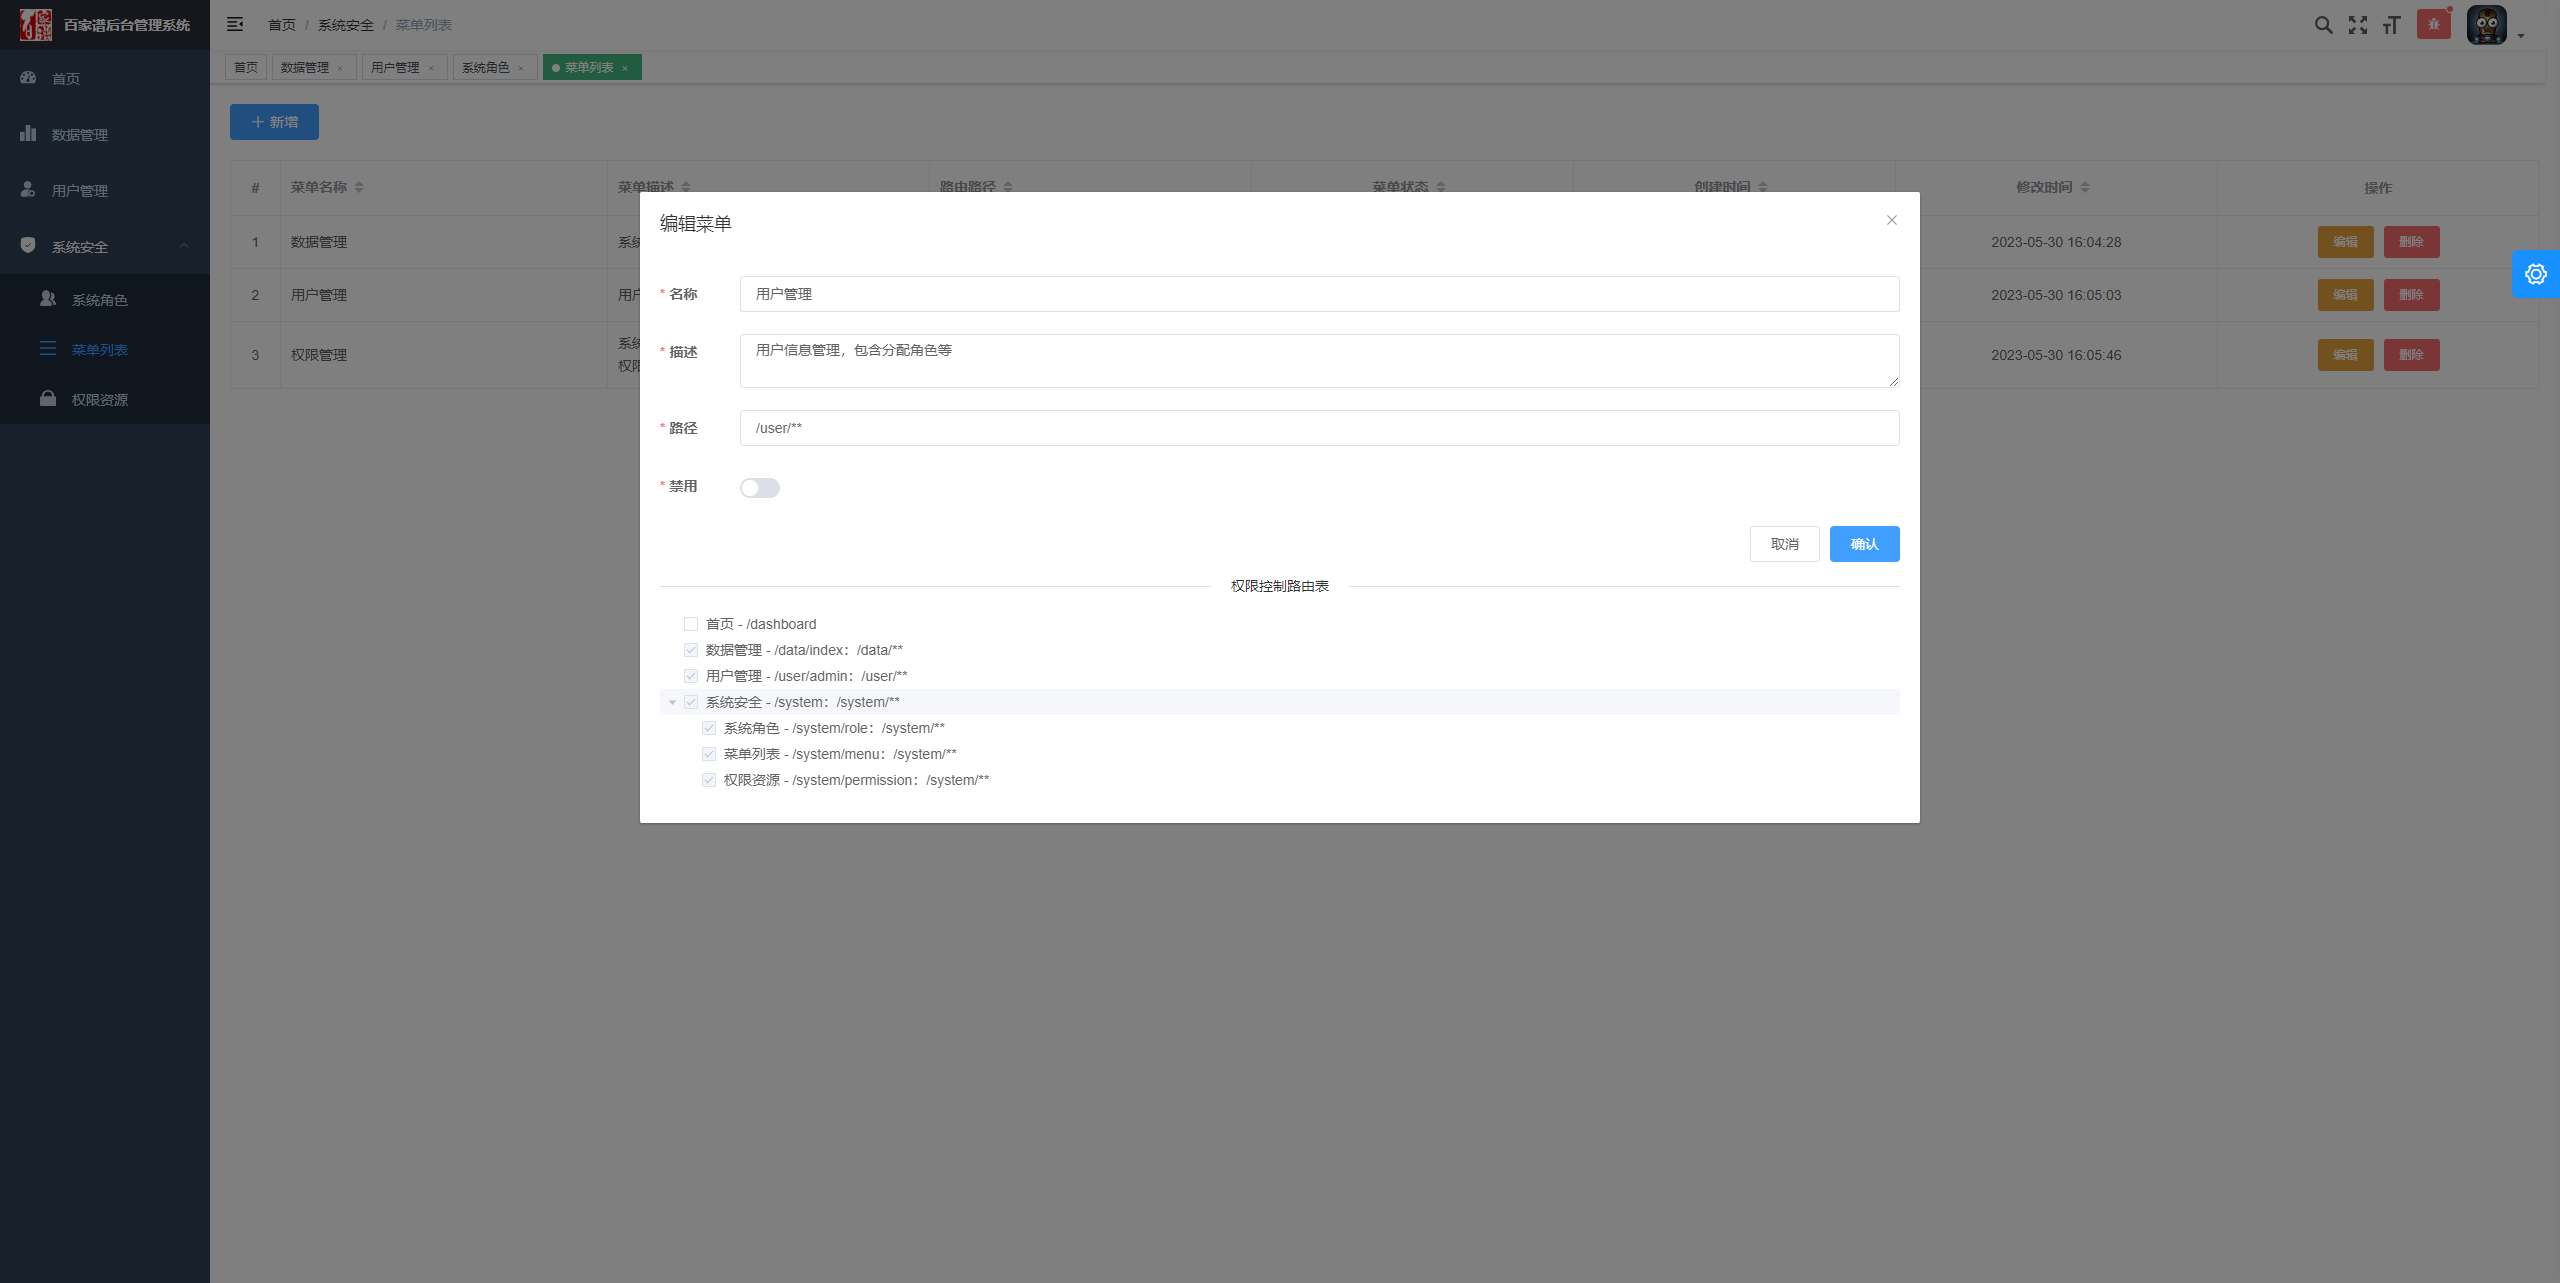 百家谱后台管理系统
首页 / 系统安全 / 菜单列表
首页
数据管理 ×
用户管理 ×
系统角色 ×
菜单列表 ×
首页
数据管理
用户管理
系统安全
系统角色
菜单列表
权限资源
+ 新增
# 菜单名称 菜单描述 路由路径 菜单状态 创建时间 修改时间 操作
1 数据管理 系统 2023-05-30 16:04:28 编辑 删除
2 用户管理 用户 2023-05-30 16:05:03 编辑 删除
3 权限管理 系统 2023-05-30 16:05:46 编辑 删除
权限
编辑菜单
* 名称 用户管理
* 描述 用户信息管理，包含分配角色等
* 路径 /user/**
* 禁用
取消 确认
权限控制路由表
首页 - /dashboard
数据管理 - /data/index：/data/**
用户管理 - /user/admin：/user/**
系统安全 - /system：/system/**
系统角色 - /system/role：/system/**
菜单列表 - /system/menu：/system/**
权限资源 - /system/permission：/system/**